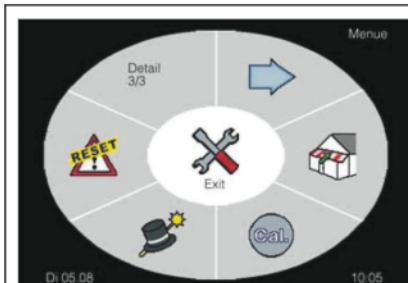 Menue
Detail
3/3
RESET
Exit
Cal.
Di 05.08
10:05